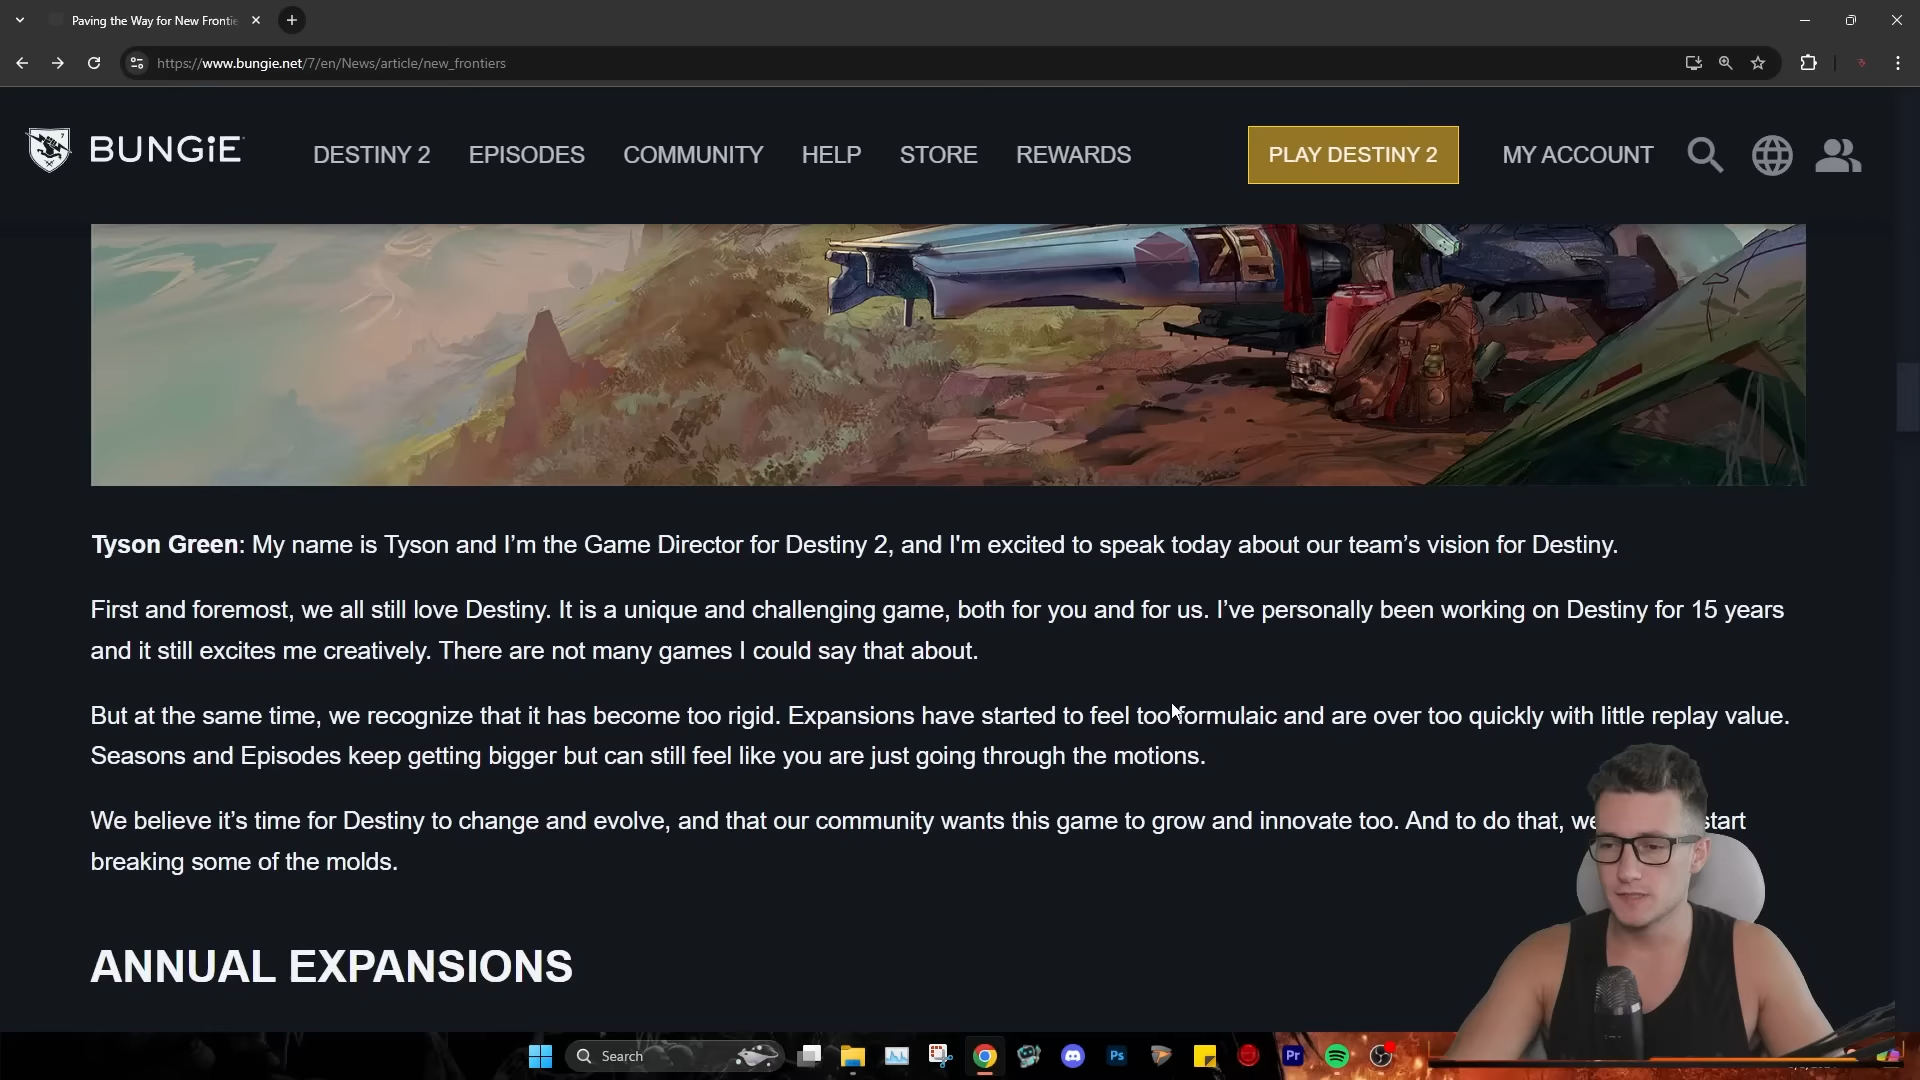 Paving the Way for New Frontie
https://www.bungie.net/7/en/News/article/new_frontiers
7
BUNGiE
DESTINY 2
EPISODES
COMMUNITY
HELP
STORE
REWARDS
PLAY DESTINY 2
MY ACCOUNT
Tyson Green: My name is Tyson and I’m the Game Director for Destiny 2, and I'm excited to speak today about our team’s vision for Destiny.
First and foremost, we all still love Destiny. It is a unique and challenging game, both for you and for us. I’ve personally been working on Destiny for 15 years
and it still excites me creatively. There are not many games I could say that about.
But at the same time, we recognize that it has become too rigid. Expansions have started to feel too formulaic and are over too quickly with little replay value.
Seasons and Episodes keep getting bigger but can still feel like you are just going through the motions.
We believe it’s time for Destiny to change and evolve, and that our community wants this game to grow and innovate too. And to do that, we start
breaking some of the molds.
ANNUAL EXPANSIONS
Search
Ps
Pr